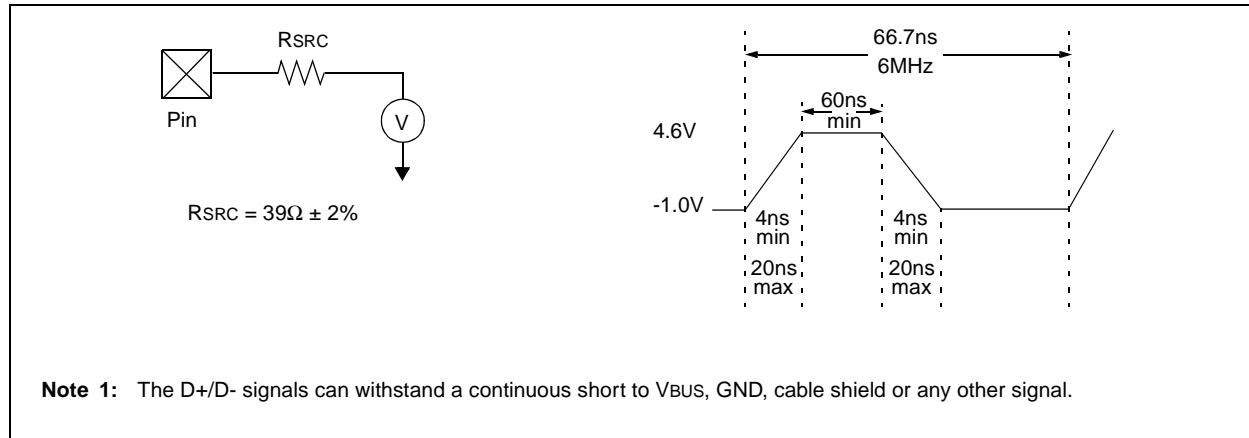 RSRC
Pin
V
RSRC = 39Ω ± 2%
66.7ns
6MHz
60ns
min
4.6V
-1.0V
4ns
min
20ns
max
4ns
min
20ns
max
Note 1: The D+/D- signals can withstand a continuous short to VBUS, GND, cable shield or any other signal.